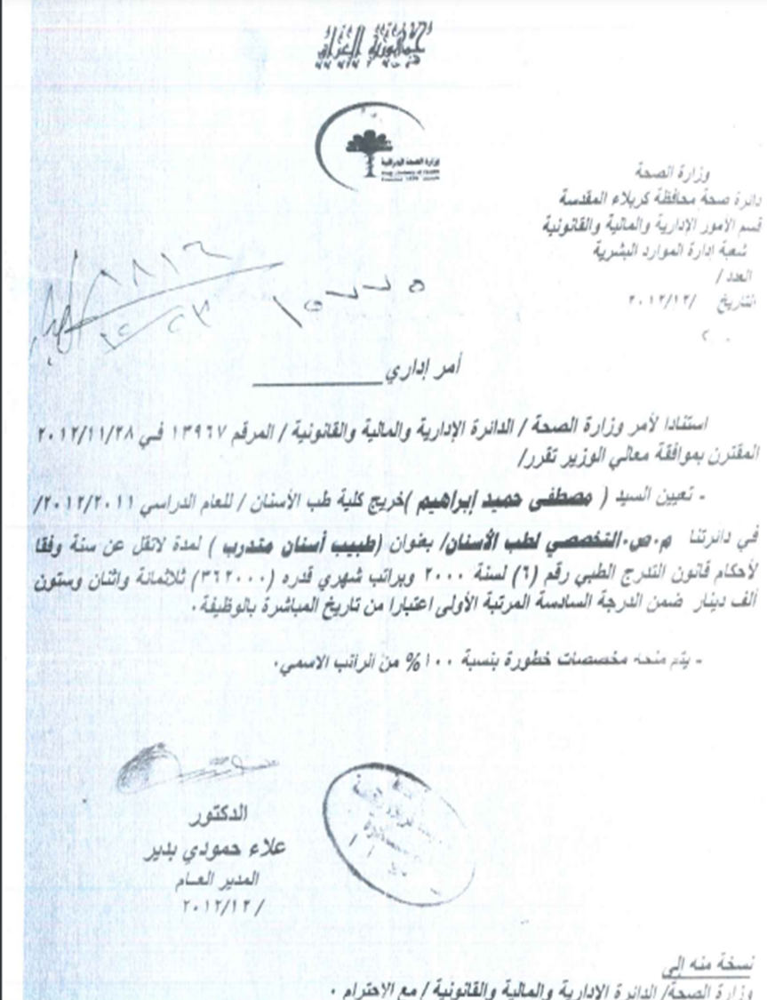 جمهورية العراق
وزارة الصحة العراقية
وزارة الصحة
دائرة صحة محافظة كربلاء المقدسة
قسم الأمور الإدارية والمالية والقانونية
شعبة إدارة الموارد البشرية
العدد /
التاريخ / /٢٠١٢/١٢
١٥٧٧٥
أمر إداري
استنادا لأمر وزارة الصحة / الدائرة الإدارية والمالية والقانونية / المرقم ١٣٩٦٧ في ٢٠١٢/١١/٢٨
المقترن بموافقة معالي الوزير تقرر/
- تعيين السيد ( مصطفى حميد إبراهيم )خريج كلية طب الأسنان / للعام الدراسي ٢٠١٢/٢٠١١/
في دائرتنا م.ص.التخصصي لطب الأسنان/ بعنوان (طبيب أسنان متدرب ) لمدة لاتقل عن سنة وفقا
لأحكام قانون التدرج الطبي رقم (٦) لسنة ٢٠٠٠ وبراتب شهري قدره (٣٦٢٠٠٠) ثلاثمائة واثنان وستون
ألف دينار ضمن الدرجة السادسة المرتبة الأولى اعتبارا من تاريخ المباشرة بالوظيفة.
- يتم منحه مخصصات خطورة بنسبة ١٠٠% من الراتب الاسمي.
الدكتور
علاء حمودي بدير
المدير العام
/ ٢٠١٢/١٢
نسخة منه إلى
وزارة الصحة/ الدائرة الإدارية والمالية والقانونية / مع الاحترام .